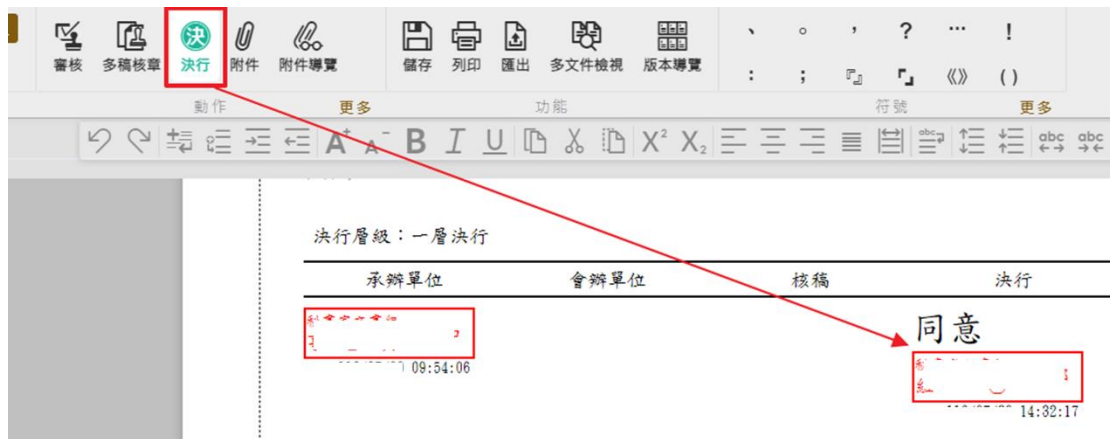 審核 多稿核章 決行 附件 附件導覽 儲存 列印 匯出 多文件檢視 版本導覽 、 。 , ? … !
: ; 『』 「」 《》 ( )
動作 更多 功能 符號 更多
A+ A- B I U X² X₂ abc abc abc
決行層級：一層決行
承辦單位 會辦單位 核稿 決行
同意
09:54:06
14:32:17